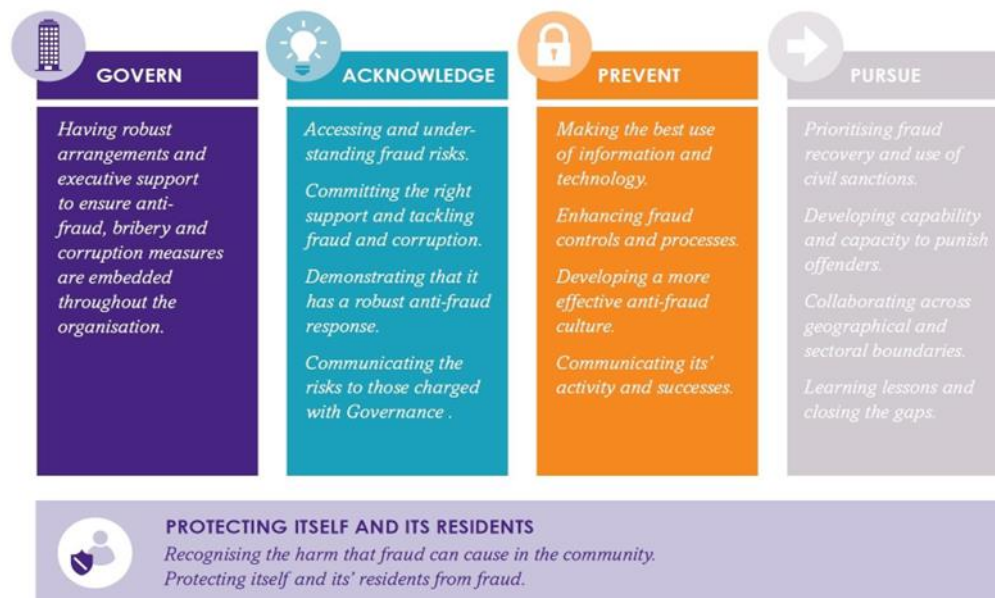 GOVERN
Having robust
arrangements and
executive support
to ensure anti-
fraud, bribery and
corruption measures
are embedded
throughout the
organisation.
ACKNOWLEDGE
Accessing and under-
standing fraud risks.
Committing the right
support and tackling
fraud and corruption.
Demonstrating that it
has a robust anti-fraud
response.
Communicating the
risks to those charged
with Governance .
PREVENT
Making the best use
of information and
technology.
Enhancing fraud
controls and processes.
Developing a more
effective anti-fraud
culture.
Communicating its’
activity and successes.
PURSUE
Prioritising fraud
recovery and use of
civil sanctions.
Developing capability
and capacity to punish
offenders.
Collaborating across
geographical and
sectoral boundaries.
Learning lessons and
closing the gaps.
PROTECTING ITSELF AND ITS RESIDENTS
Recognising the harm that fraud can cause in the community.
Protecting itself and its’ residents from fraud.